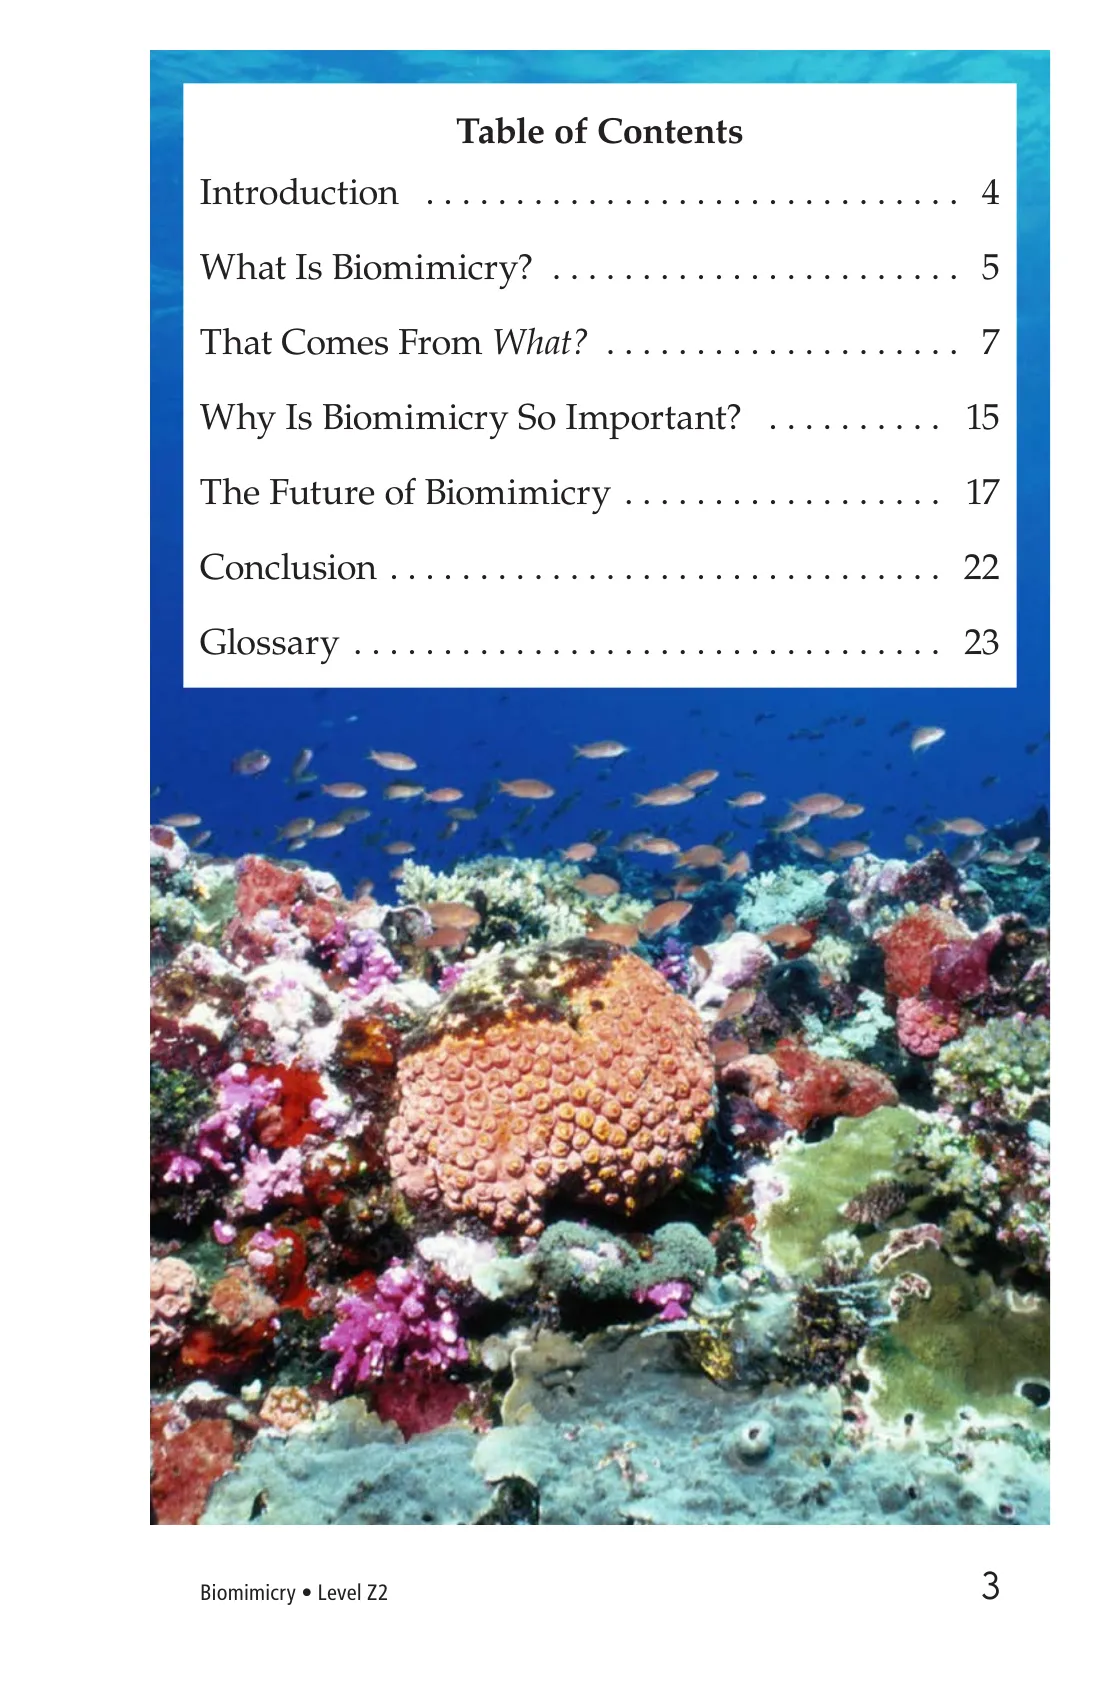 Table of Contents
Introduction . . . . . . . . . . . . . . . . . . . . . . . . . . . . . . 4
What Is Biomimicry? . . . . . . . . . . . . . . . . . . . . . . . 5
That Comes From What? . . . . . . . . . . . . . . . . . . . . 7
Why Is Biomimicry So Important? . . . . . . . . . . 15
The Future of Biomimicry . . . . . . . . . . . . . . . . . . 17
Conclusion . . . . . . . . . . . . . . . . . . . . . . . . . . . . . . . 22
Glossary . . . . . . . . . . . . . . . . . . . . . . . . . . . . . . . . . 23
Biomimicry • Level Z2 3